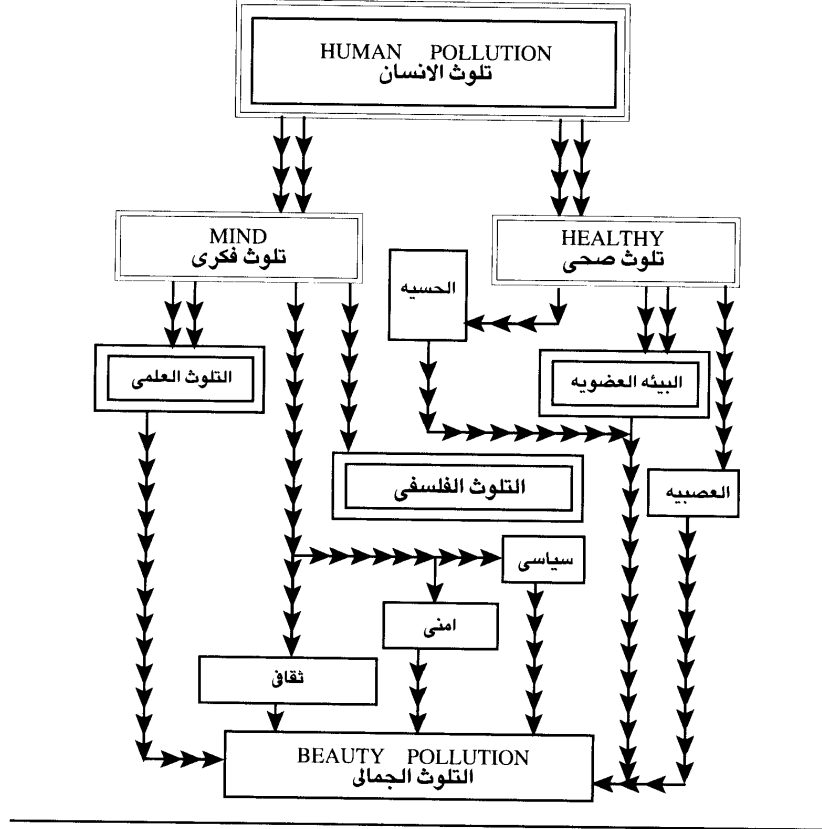 HUMAN POLLUTION
تلوث الانسان
MIND
تلوث فكرى
HEALTHY
تلوث صحى
الحسيه
التلوث العلمى
البيئه العضويه
التلوث الفلسفى
العصبيه
سياسى
امنى
ثقافى
BEAUTY POLLUTION
التلوث الجمالى